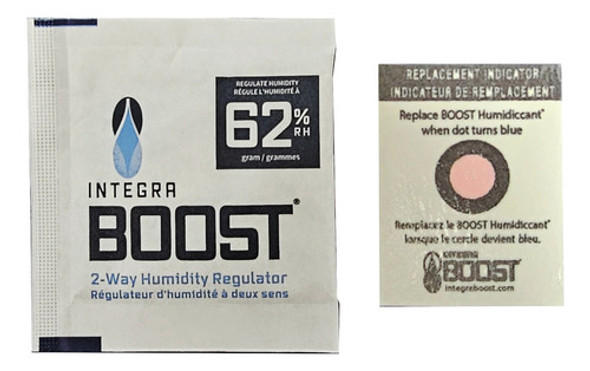 REGULATE HUMIDITY
RÉGULE L'HUMIDITÉ À
62% RH
gram / grammes
INTEGRA
BOOST®
2-Way Humidity Regulator
Régulateur d'humidité à deux sens
REPLACEMENT INDICATOR
INDICATEUR DE REMPLACEMENT
Replace BOOST Humidiccant*
when dot turns blue
Remplacez le BOOST Humidiccant*
lorsque le cercle devient bleu.
INTEGRA
BOOST
integraboost.com